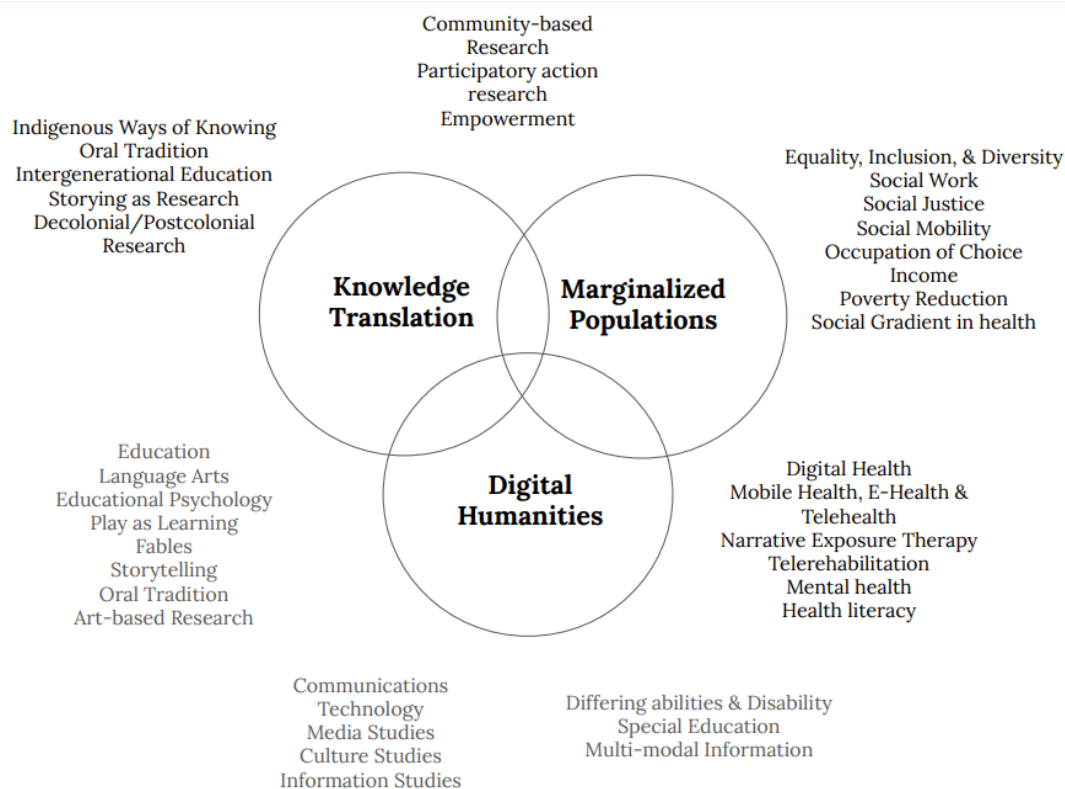 Community-based
Research
Participatory action
research
Empowerment
Indigenous Ways of Knowing
Oral Tradition
Intergenerational Education
Storying as Research
Decolonial/Postcolonial
Research
Equality, Inclusion, & Diversity
Social Work
Social Justice
Social Mobility
Occupation of Choice
Income
Poverty Reduction
Social Gradient in health
Knowledge
Translation
Marginalized
Populations
Digital
Humanities
Education
Language Arts
Educational Psychology
Play as Learning
Fables
Storytelling
Oral Tradition
Art-based Research
Digital Health
Mobile Health, E-Health &
Telehealth
Narrative Exposure Therapy
Telerehabilitation
Mental health
Health literacy
Communications
Technology
Media Studies
Culture Studies
Information Studies
Differing abilities & Disability
Special Education
Multi-modal Information